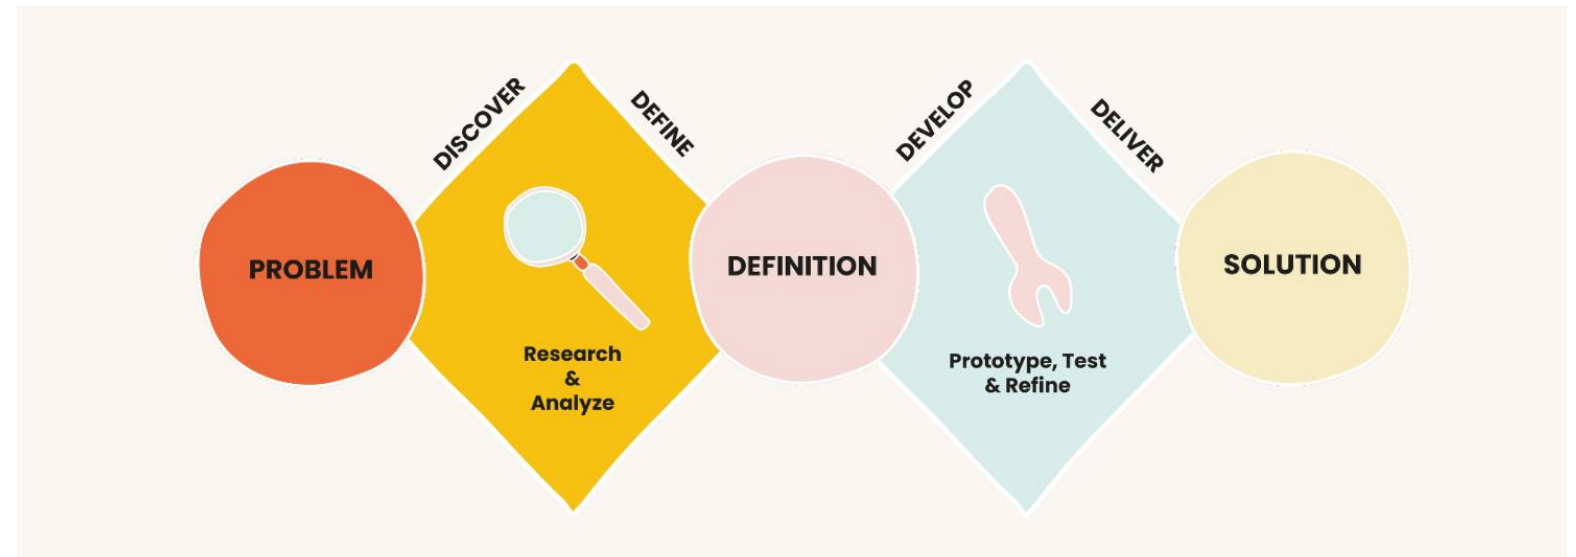 DISCOVER
DEFINE
DEVELOP
DELIVER
PROBLEM
DEFINITION
SOLUTION
Research
&
Analyze
Prototype, Test
& Refine